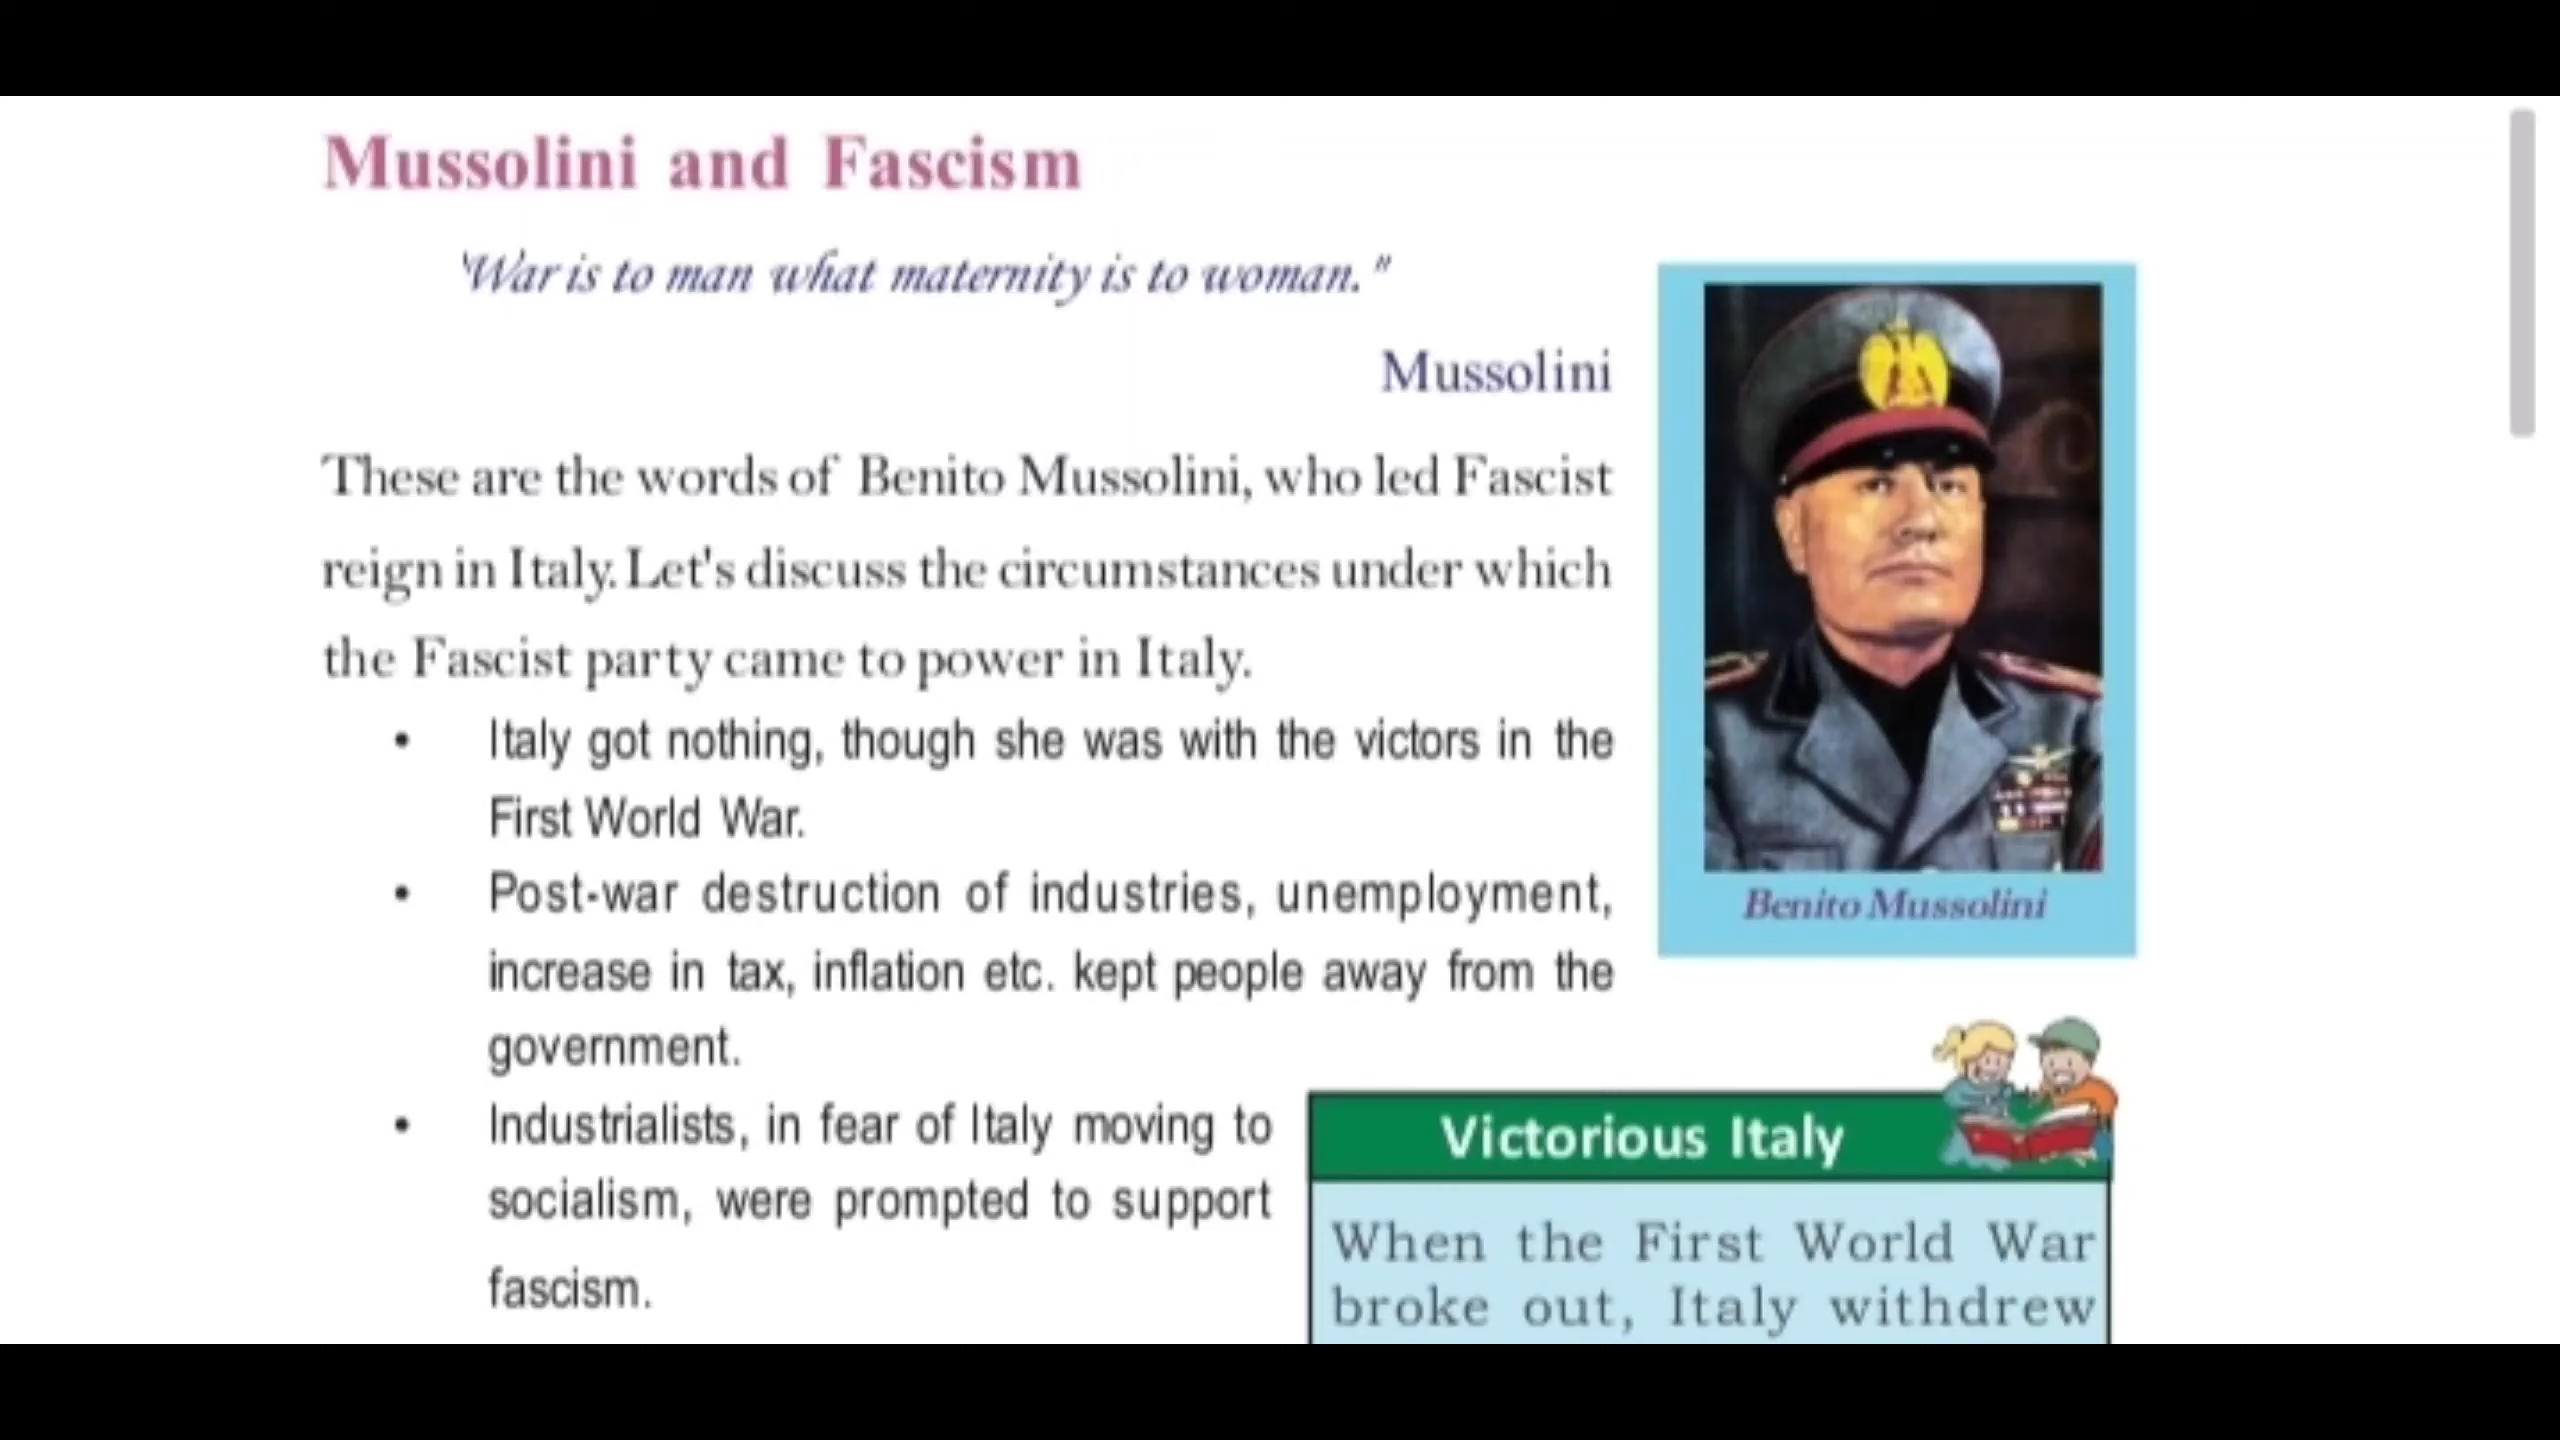 Mussolini and Fascism
'War is to man what maternity is to woman."
Mussolini
These are the words of Benito Mussolini, who led Fascist
reign in Italy. Let's discuss the circumstances under which
the Fascist party came to power in Italy.
• Italy got nothing, though she was with the victors in the
First World War.
• Post-war destruction of industries, unemployment,
increase in tax, inflation etc. kept people away from the
government.
• Industrialists, in fear of Italy moving to
socialism, were prompted to support
fascism.
Benito Mussolini
Victorious Italy
When the First World War
broke out, Italy withdrew